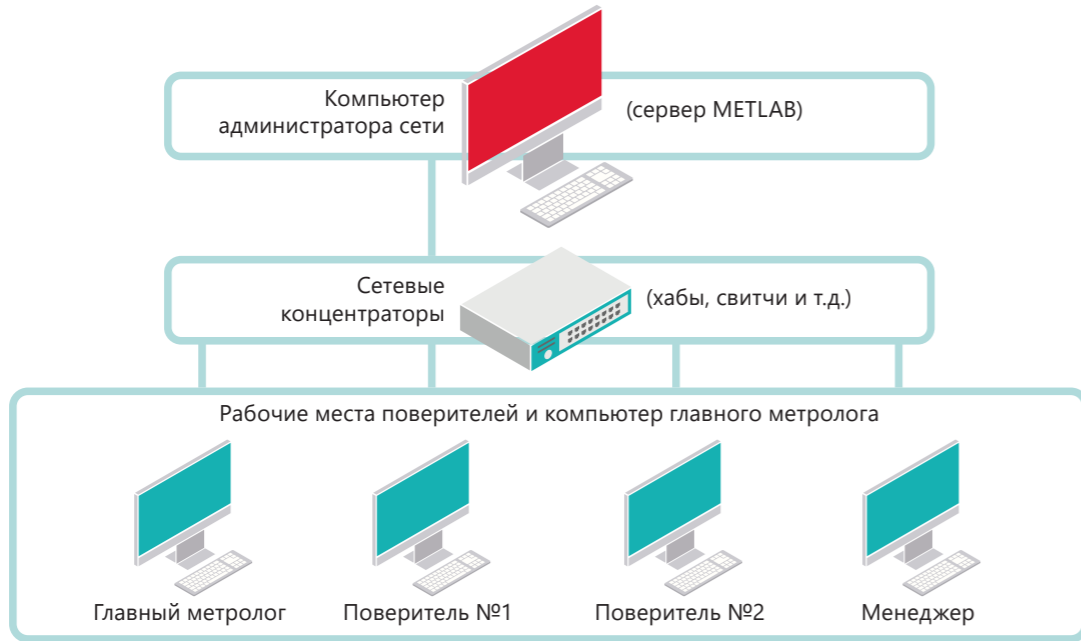 Компьютер
администратора сети
(сервер METLAB)
Сетевые
концентраторы
(хабы, свитчи и т.д.)
Рабочие места поверителей и компьютер главного метролога
Главный метролог
Поверитель №1
Поверитель №2
Менеджер